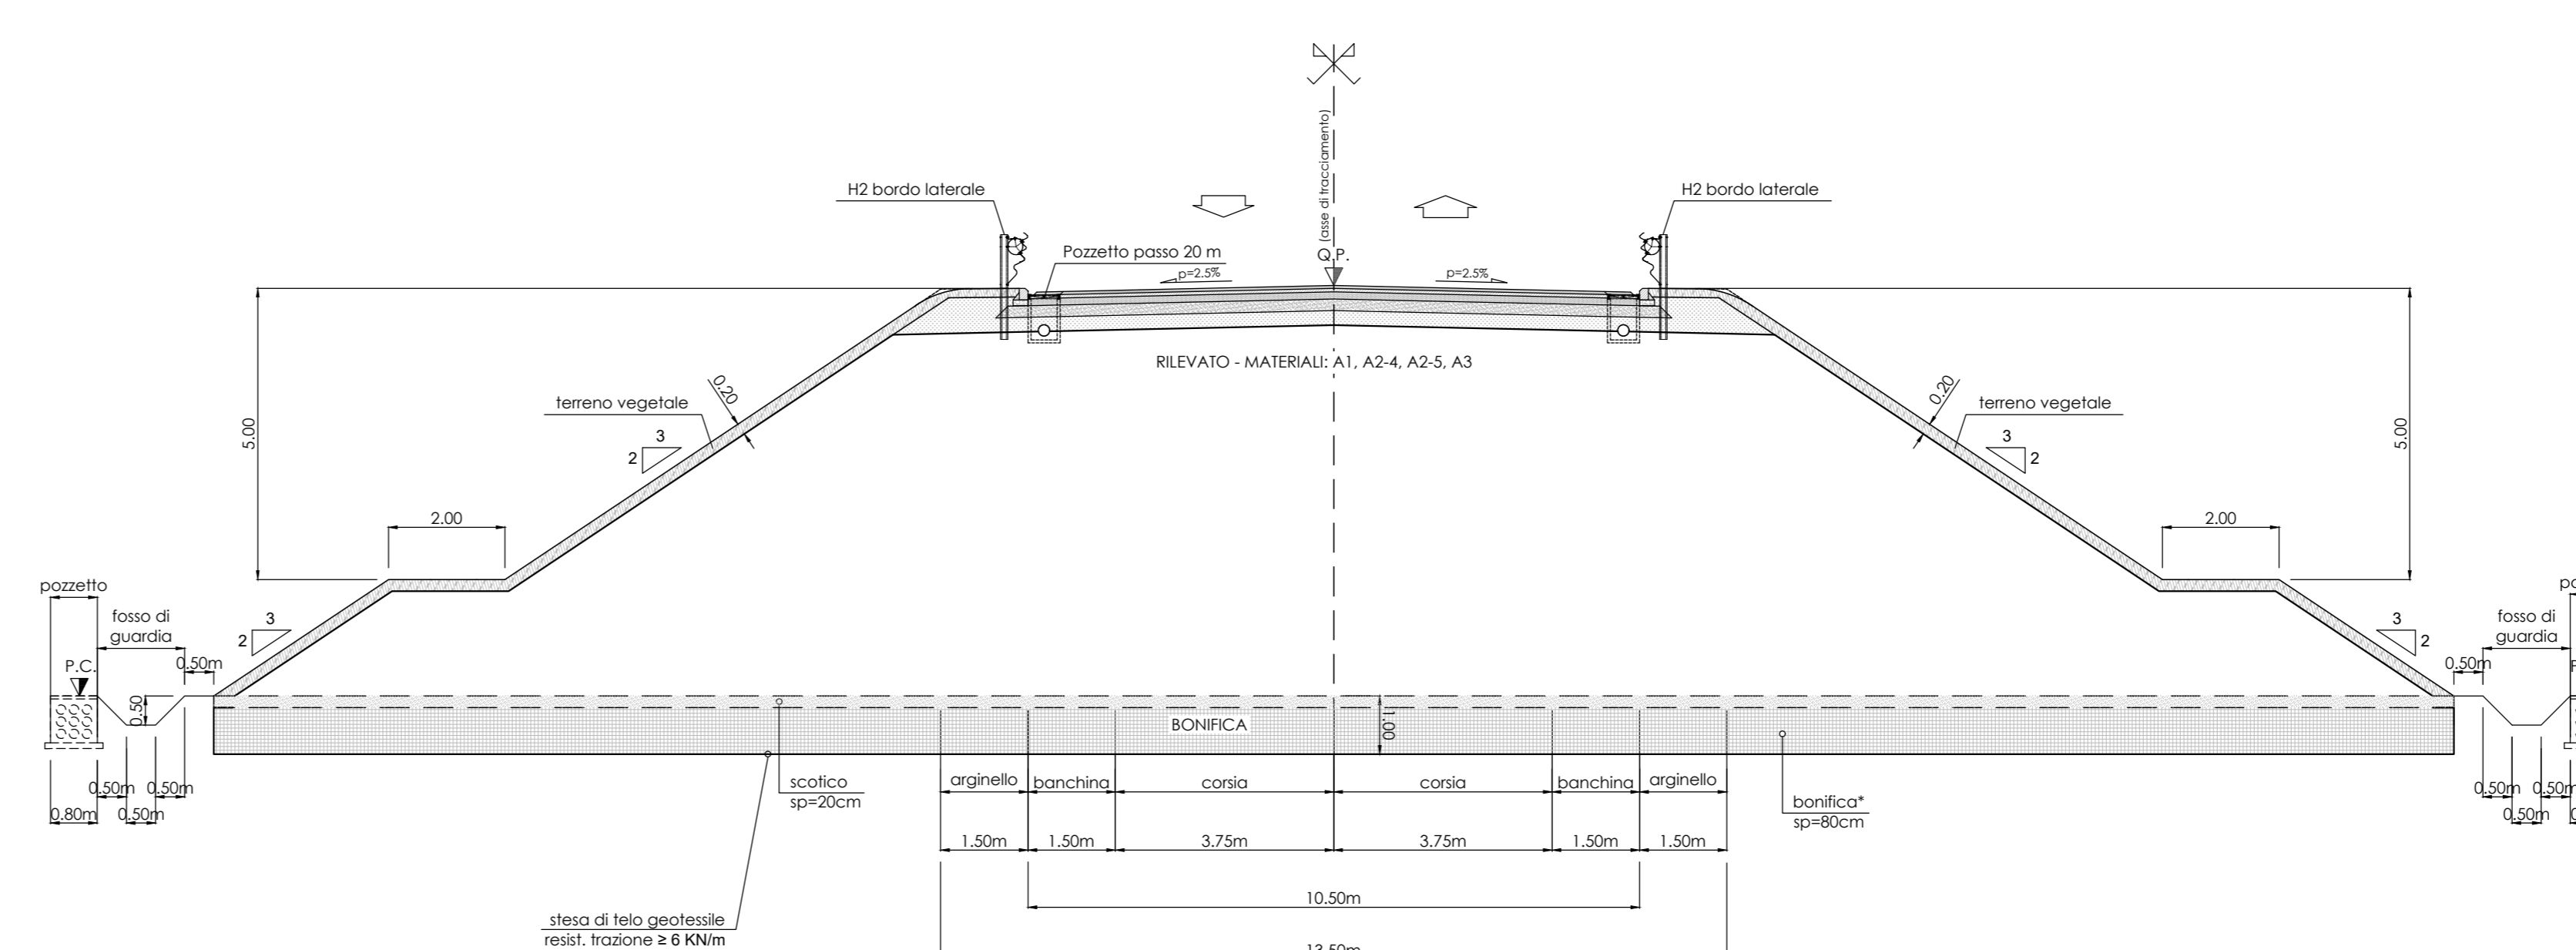 (asse di tracciamento)
H2 bordo laterale
H2 bordo laterale
Pozzetto passo 20 m
Q.P.
p=2.5%
p=2.5%
RILEVATO - MATERIALI: A1, A2-4, A2-5, A3
0.20
0.20
terreno vegetale
terreno vegetale
5.00
5.00
3
2
3
2
2.00
2.00
pozzetto
fosso di
guardia
3
2
P.C.
0.50m
0.50
3
2
0.50m
fosso di
guardia
BONIFICA
1.00
scotico
sp=20cm
arginello
banchina
corsia
corsia
banchina
arginello
bonifica*
sp=80cm
0.50m
0.50m
0.80m
0.50m
0.50m
0.50m
0.50m
1.50m
1.50m
3.75m
3.75m
1.50m
1.50m
10.50m
stesa di telo geotessile
resist. trazione ≥ 6 KN/m
13.50m